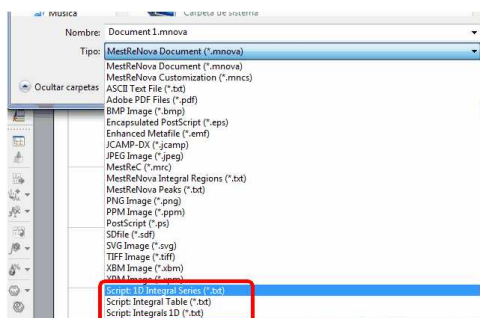 Música
Carpeta de sistema
Nombre: Document 1.mnova
Tipo: MestReNova Document (*.mnova)
MestReNova Document (*.mnova)
MestReNova Customization (*.mncs)
Ocultar carpetas
ASCII Text File (*.txt)
Adobe PDF Files (*.pdf)
BMP Image (*.bmp)
Encapsulated PostScript (*.eps)
Enhanced Metafile (*.emf)
JCAMP-DX (*.jcamp)
JPEG Image (*.jpeg)
MestReC (*.mrc)
MestReNova Integral Regions (*.txt)
MestReNova Peaks (*.txt)
PNG Image (*.png)
PPM Image (*.ppm)
PostScript (*.ps)
SDfile (*.sdf)
SVG Image (*.svg)
TIFF Image (*.tiff)
XBM Image (*.xbm)
XPM Image (*.xpm)
Script: 1D Integral Series (*.txt)
Script: Integral Table (*.txt)
Script: Integrals 1D (*.txt)